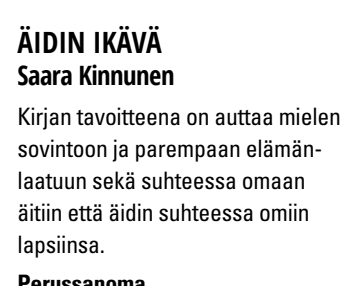 ÄIDIN IKÄVÄ
Saara Kinnunen
Kirjan tavoitteena on auttaa mielen
sovintoon ja parempaan elämän-
laatuun sekä suhteessa omaan
äitiin että äidin suhteessa omiin
lapsiinsa.
Perussanoma